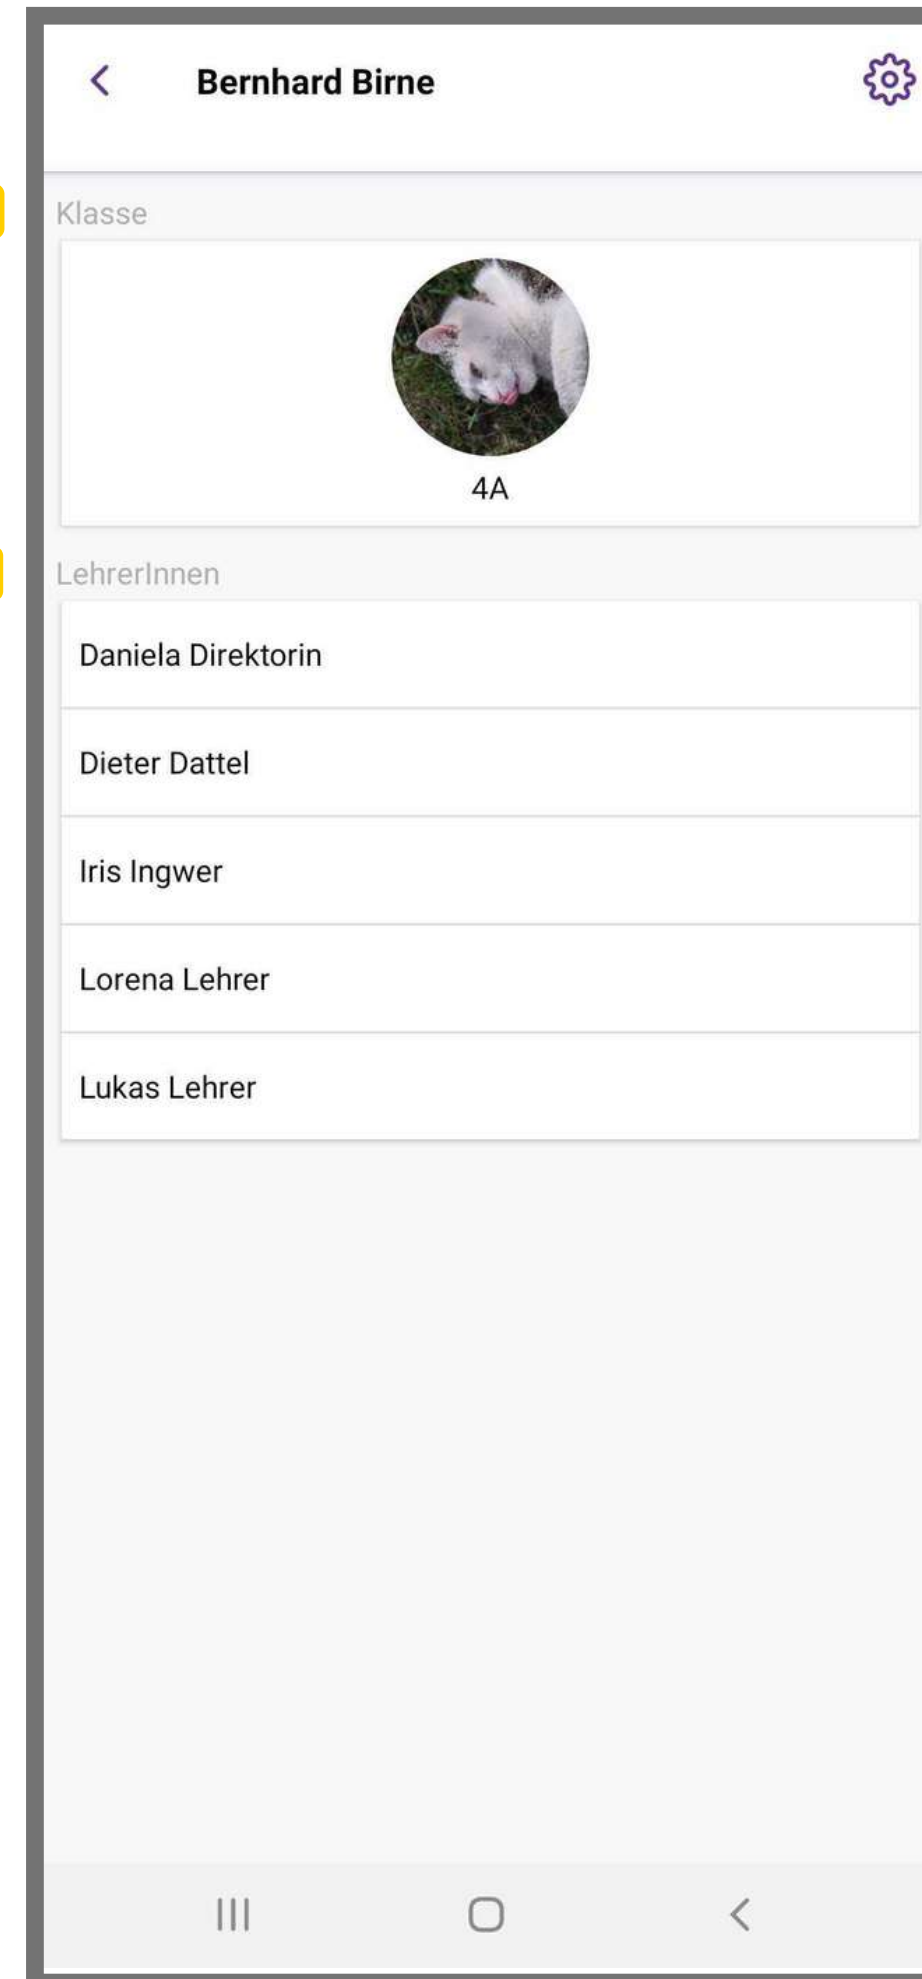 Bernhard Birne
Klasse
4A
LehrerInnen
Daniela Direktorin
Dieter Dattel
Iris Ingwer
Lorena Lehrer
Lukas Lehrer